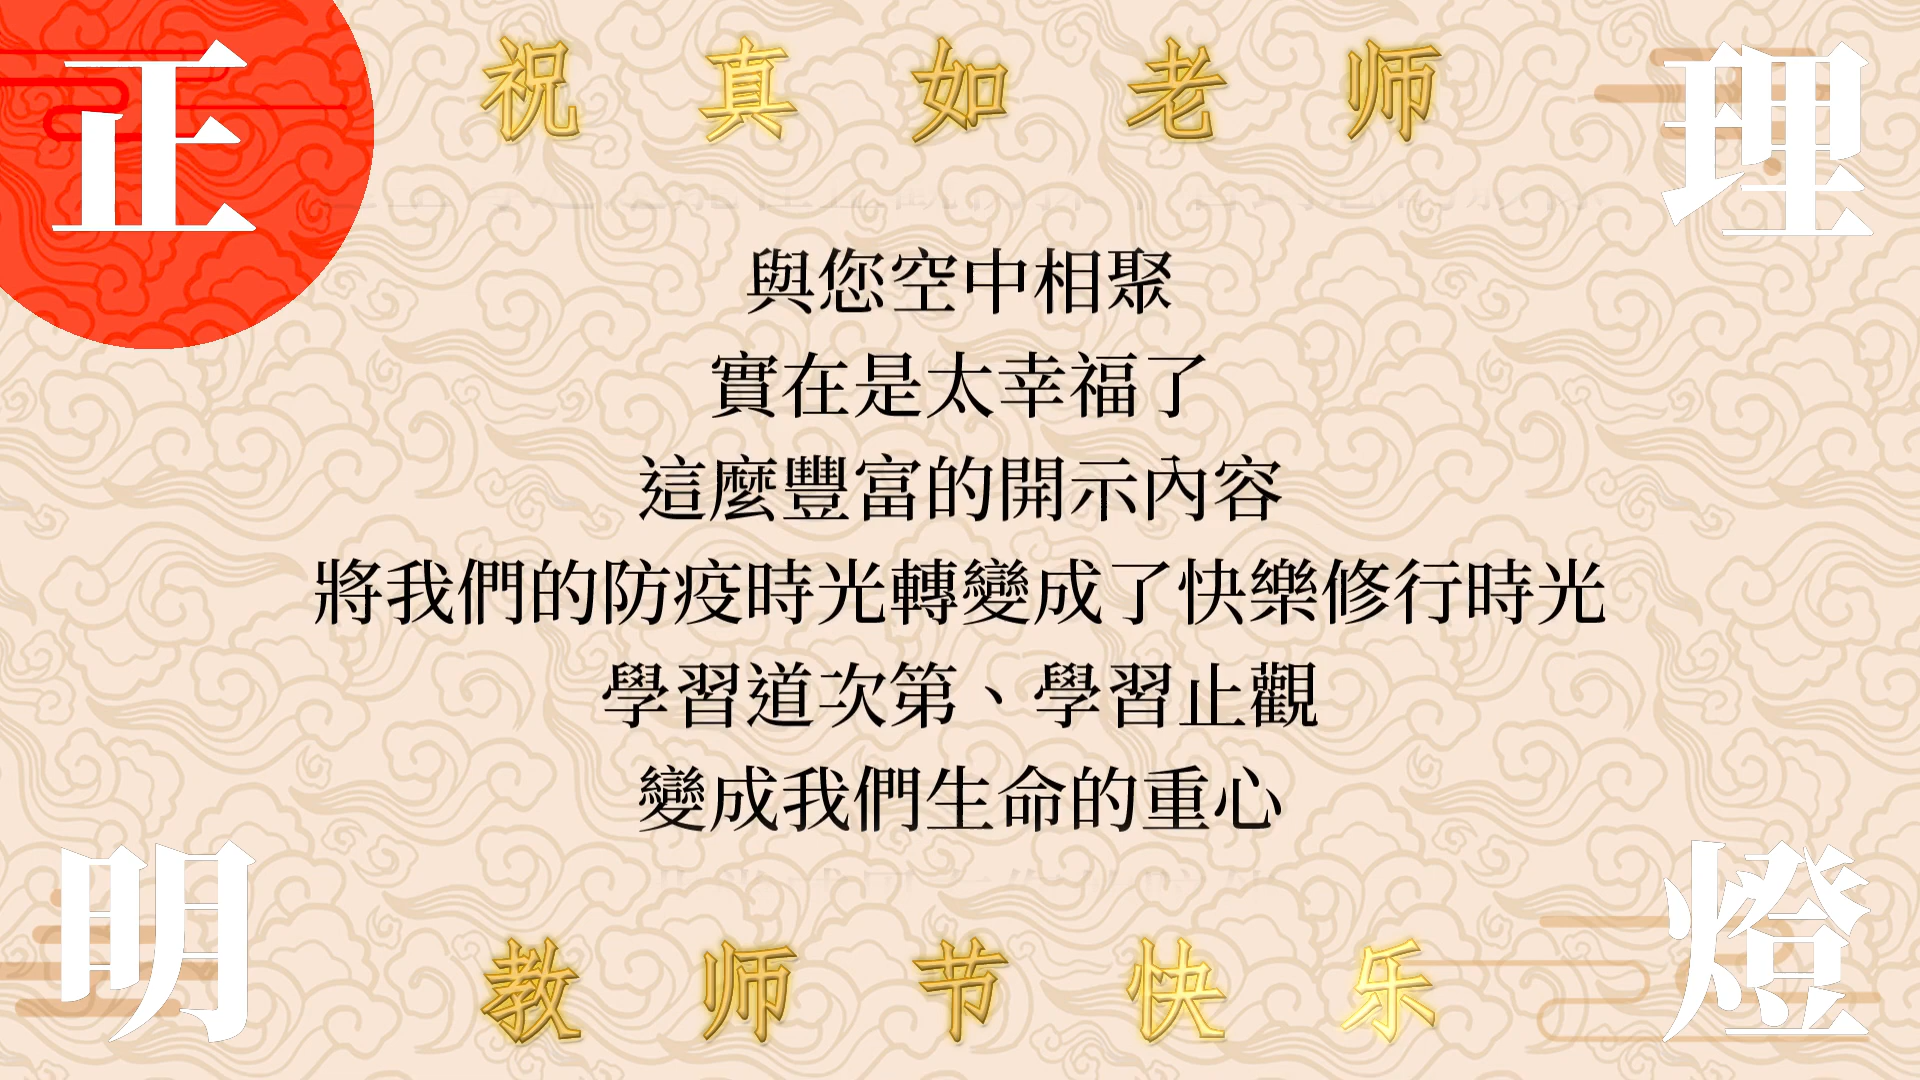 正
理
祝真如老师
與您空中相聚
實在是太幸福了
這麼豐富的開示內容
將我們的防疫時光轉變成了快樂修行時光
學習道次第、學習止觀
變成我們生命的重心
明
燈
教师节快乐